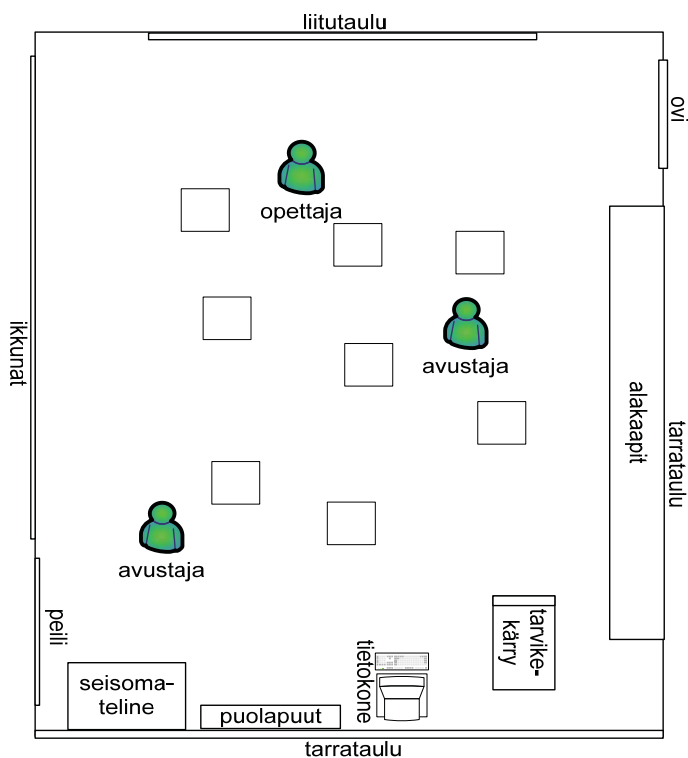 liitutaulu
ovi
opettaja
ikkunat
avustaja
alakaapit
tarrataulu
avustaja
peili
tarvike-
kärry
tietokone
seisoma-
teline
puolapuut
tarrataulu